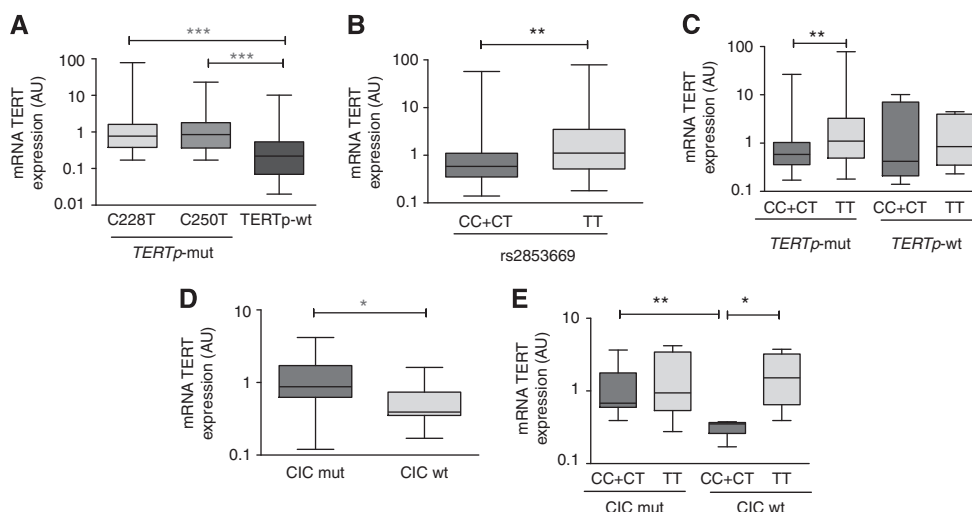 A
mRNA TERT
expression (AU)
100
10
1
0.1
0.01
***
***
C228T C250T TERTp-wt
TERTp-mut
B
mRNA TERT
expression (AU)
100
10
1
0.1
**
CC+CT TT
rs2853669
C
mRNA TERT
expression (AU)
100
10
1
0.1
**
CC+CT TT CC+CT TT
TERTp-mut TERTp-wt
D
mRNA TERT
expression (AU)
10
1
0.1
*
CIC mut CIC wt
E
mRNA TERT
expression (AU)
10
1
0.1
** *
CC+CT TT CC+CT TT
CIC mut CIC wt